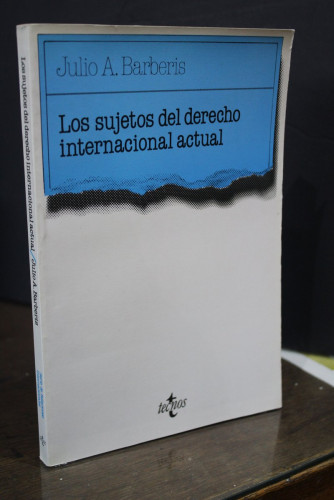 Julio A. Barberis
Los sujetos del derecho
internacional actual
tecnos
Los sujetos del derecho internacional actual/Julio A. Barberis